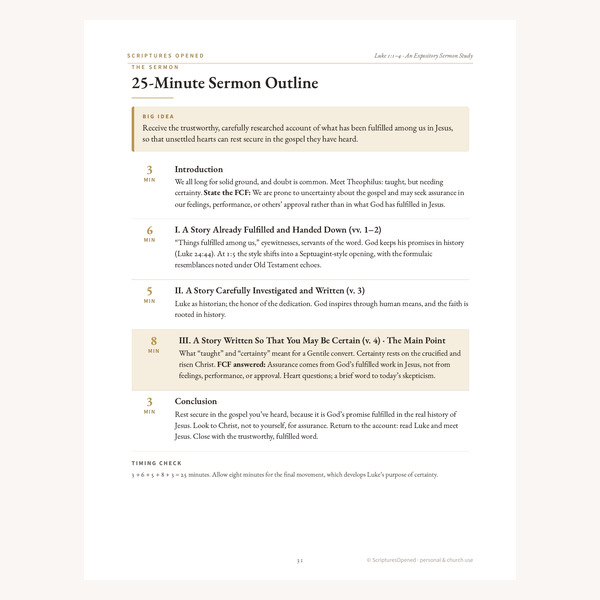 SCRIPTURES OPENED
Luke 1:1–4 · An Expository Sermon Study
THE SERMON
25-Minute Sermon Outline
BIG IDEA
Receive the trustworthy, carefully researched account of what has been fulfilled among us in Jesus,
so that unsettled hearts can rest secure in the gospel they have heard.
3
MIN
Introduction
We all long for solid ground, and doubt is common. Meet Theophilus: taught, but needing
certainty. State the FCF: We are prone to uncertainty about the gospel and may seek assurance in
our feelings, performance, or others’ approval rather than in what God has fulfilled in Jesus.
6
MIN
I. A Story Already Fulfilled and Handed Down (vv. 1–2)
“Things fulfilled among us,” eyewitnesses, servants of the word. God keeps his promises in history
(Luke 24:44). At 1:5 the style shifts into a Septuagint-style opening, with the formulaic
resemblances noted under Old Testament echoes.
5
MIN
II. A Story Carefully Investigated and Written (v. 3)
Luke as historian; the honor of the dedication. God inspires through human means, and the faith is
rooted in history.
8
MIN
III. A Story Written So That You May Be Certain (v. 4) · The Main Point
What “taught” and “certainty” meant for a Gentile convert. Certainty rests on the crucified and
risen Christ. FCF answered: Assurance comes from God’s fulfilled work in Jesus, not from
feelings, performance, or approval. Heart questions; a brief word to today’s skepticism.
3
MIN
Conclusion
Rest secure in the gospel you’ve heard, because it is God’s promise fulfilled in the real history of
Jesus. Look to Christ, not to yourself, for assurance. Return to the account: read Luke and meet
Jesus. Close with the trustworthy, fulfilled word.
TIMING CHECK
3 + 6 + 5 + 8 + 3 = 25 minutes. Allow eight minutes for the final movement, which develops Luke’s purpose of certainty.
31
© ScripturesOpened · personal & church use